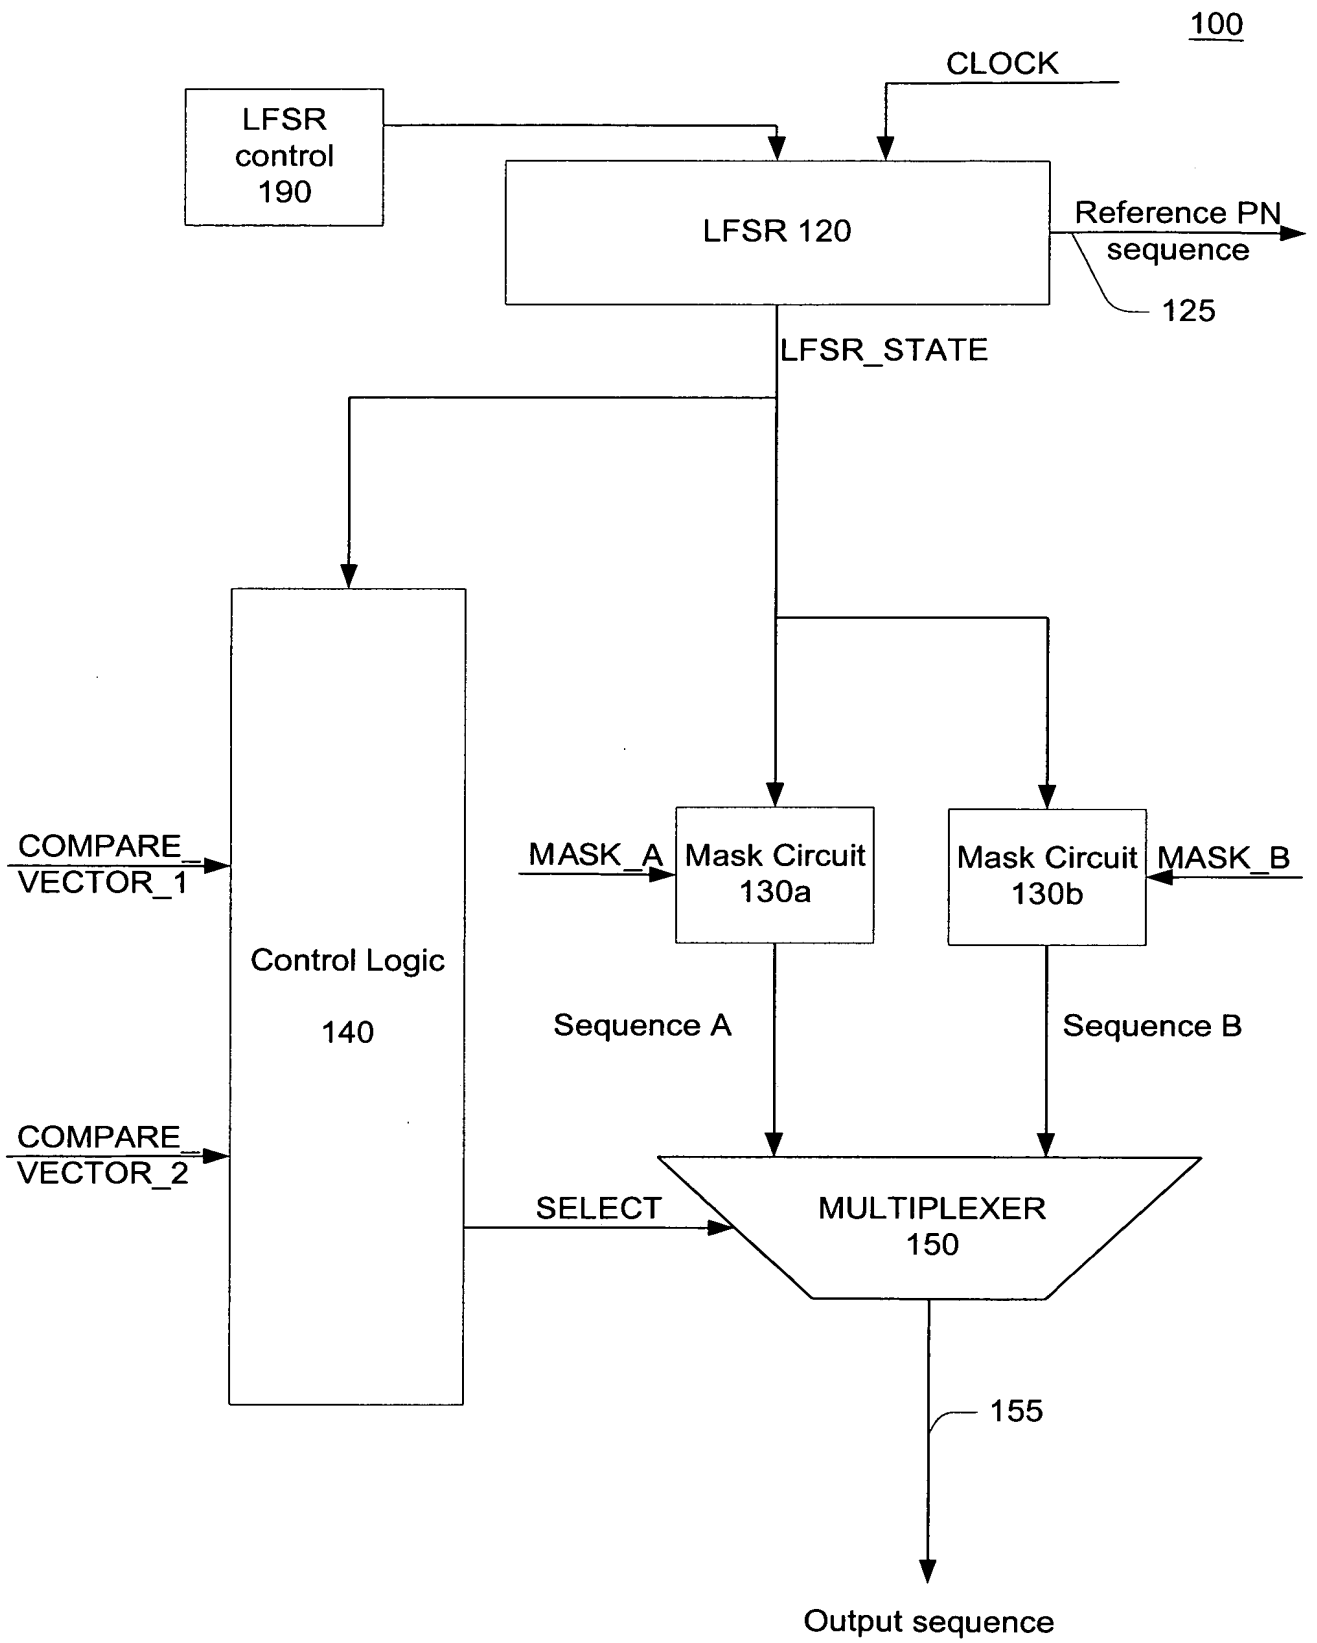 100
CLOCK
LFSR
control
190
LFSR 120
Reference PN
sequence
125
LFSR_STATE
COMPARE_
VECTOR_1
MASK_A
Mask Circuit
130a
Mask Circuit
130b
MASK_B
Control Logic
140
Sequence A
Sequence B
COMPARE_
VECTOR_2
SELECT
MULTIPLEXER
150
155
Output sequence